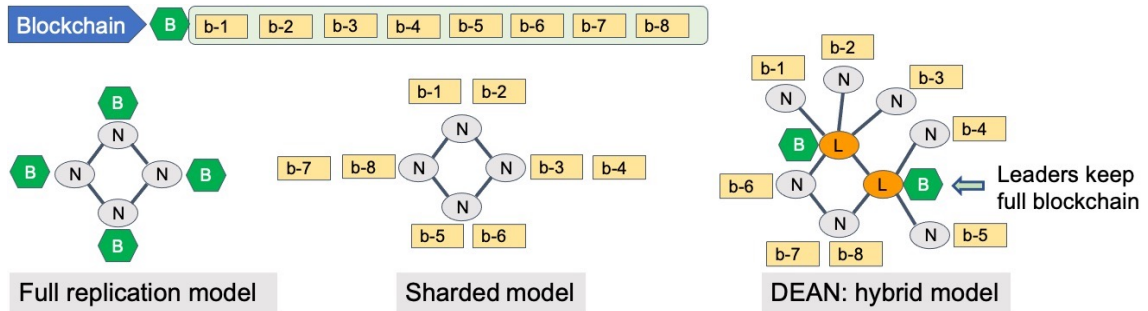 Blockchain B b-1 b-2 b-3 b-4 b-5 b-6 b-7 b-8
B
N
B N N B
N
B
Full replication model
b-1 b-2
N
b-7 b-8 N N b-3 b-4
N
b-5 b-6
Sharded model
b-2
b-1 N b-3
N N
B L N b-4
b-6 N L B
N N b-5
b-7 b-8
Leaders keep
full blockchain
DEAN: hybrid model